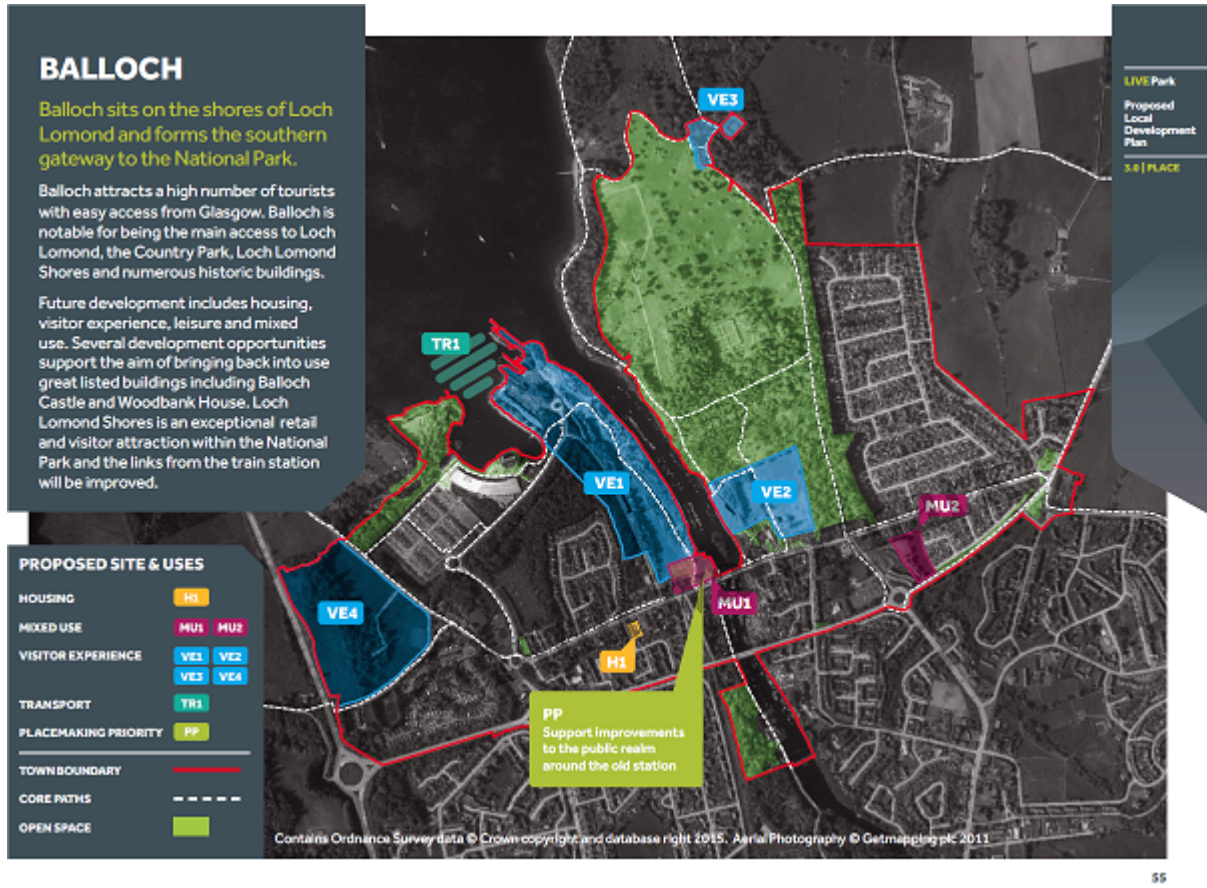 BALLOCH
Balloch sits on the shores of Loch
Lomond and forms the southern
gateway to the National Park.
Balloch attracts a high number of tourists
with easy access from Glasgow. Balloch is
notable for being the main access to Loch
Lomond, the Country Park, Loch Lomond
Shores and numerous historic buildings.
Future development includes housing,
visitor experience, leisure and mixed
use. Several development opportunities
support the aim of bringing back into use
great listed buildings including Balloch
Castle and Woodbank House. Loch
Lomond Shores is an exceptional retail
and visitor attraction within the National
Park and the links from the train station
will be improved.
LIVEPark
Proposed
Local
Development
Plan
3.0 | PLACE
VE3
TR1
VE1
VE2
MU2
VE4
MU1
H1
PP
Support improvements
to the public realm
around the old station
PROPOSED SITE & USES
HOUSING H1
MIXED USE MU1 MU2
VISITOR EXPERIENCE VE1 VE2
VE3 VE4
TRANSPORT TR1
PLACEMAKING PRIORITY PP
TOWN BOUNDARY
CORE PATHS
OPEN SPACE
Contains Ordnance Survey data © Crown copyright and database right 2015. Aerial Photography © Getmapping plc 2011
55